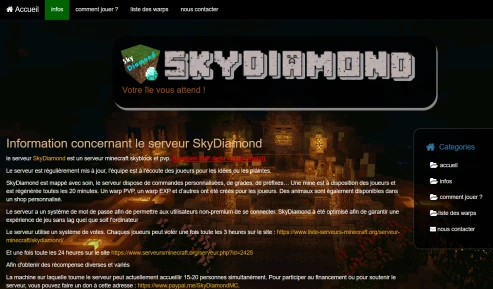 Accueil
infos
comment jouer ?
liste des warps
nous contacter
Sky
Diamond
SKYDIAMOND
Votre île vous attend !
Information concernant le serveur SkyDiamond
le serveur SkyDiamond est un serveur minecraft skyblock et pvp.
Le serveur est régulièrement mis à jour, l'équipe est à l'écoute des joueurs pour les idées ou les plaintes.
SkyDiamond est mappé avec soin, le serveur dispose de commandes personnalisées, de grades, de préfixes... Une mine est à disposition des joueurs et
est régénérée toutes les 20 minutes. Un warp PVP, un warp EXP et d'autres ont été créés pour les joueurs. Des animaux sont également disponibles dans
un shop personnalisé.
Le serveur a un système de mot de passe afin de permettre aux utilisateurs non-premium de se connecter. SkyDiamond a été optimisé afin de garantir une
expérience de jeu sans lag quel que soit l'ordinateur
Le serveur utilise un système de votes. Chaques joueurs peut voter une fois toute les 3 heures sur le site : https://www.liste-serveurs-minecraft.org/serveur-
minecraft/skydiamond/
Et une fois toute les 24 heures sur le site https://www.serveursminecraft.org/serveur.php?id=2425
Afin d'obtenir des récompense diverses et variés
La machine sur laquelle tourne le serveur peut actuellement accueillir 15-20 personnes simultanément. Pour participer au financement ou pour soutenir le
serveur, vous pouvez faire un don à cette adresse : https://www.paypal.me/SkyDiamondMC.
Categories
accueil
infos
comment jouer ?
liste des warps
nous contacter